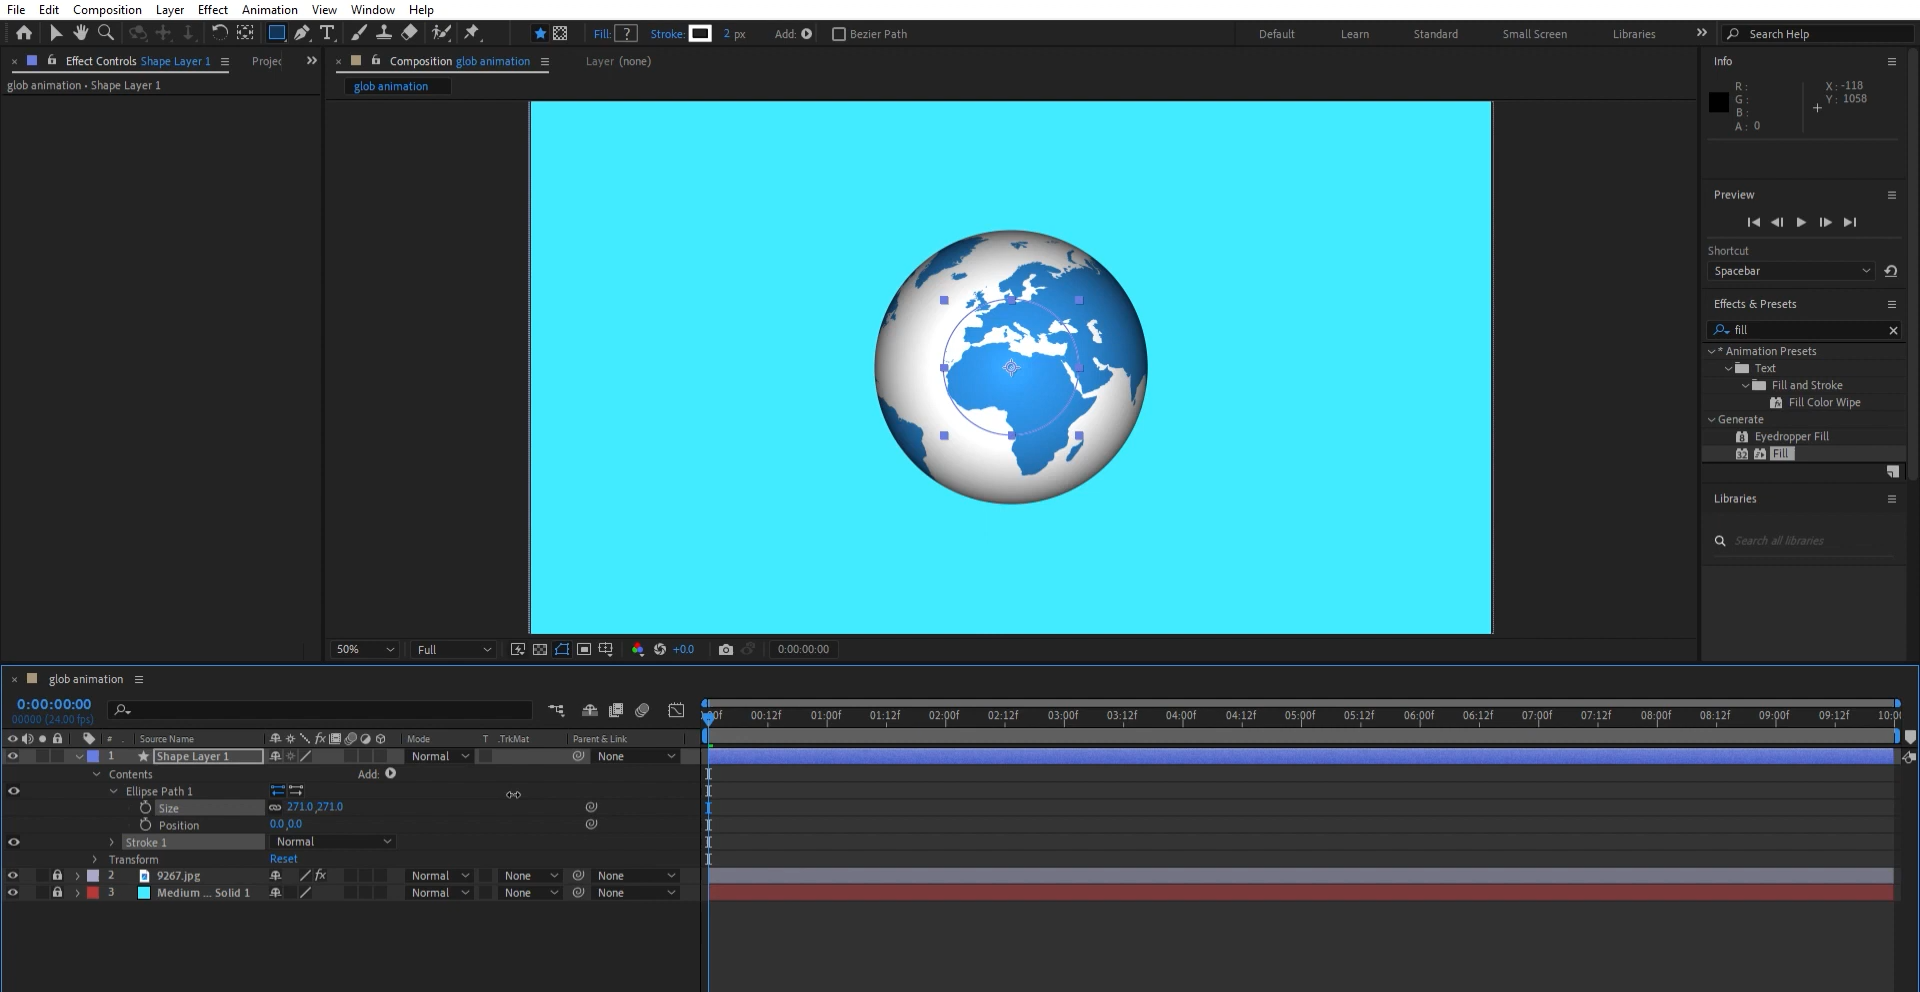 File Edit Composition Layer Effect Animation View Window Help
Fill: ? Stroke: 2 px Add: Bezier Path Default Learn Standard Small Screen Libraries Search Help
Effect Controls Shape Layer 1 Projec
Composition glob animation Layer (none)
glob animation • Shape Layer 1
glob animation
Info
R : X : -118
G : Y : 1058
B :
A : 0
Preview
Shortcut
Spacebar
Effects & Presets
fill
* Animation Presets
Text
Fill and Stroke
Fill Color Wipe
Generate
Eyedropper Fill
32 Fill
Libraries
Search all libraries
50% Full +0.0 0:00:00:00
glob animation
0:00:00:00
00000 (24.00 fps)
00f 00:12f 01:00f 01:12f 02:00f 02:12f 03:00f 03:12f 04:00f 04:12f 05:00f 05:12f 06:00f 06:12f 07:00f 07:12f 08:00f 08:12f 09:00f 09:12f 10:00
# . Source Name fx Mode T .TrkMat Parent & Link
1 Shape Layer 1 Normal None
Contents Add:
Ellipse Path 1
Size 271.0,271.0
Position 0.0,0.0
Stroke 1 Normal
Transform Reset
2 9267.jpg fx Normal None None
3 Medium ... Solid 1 Normal None None